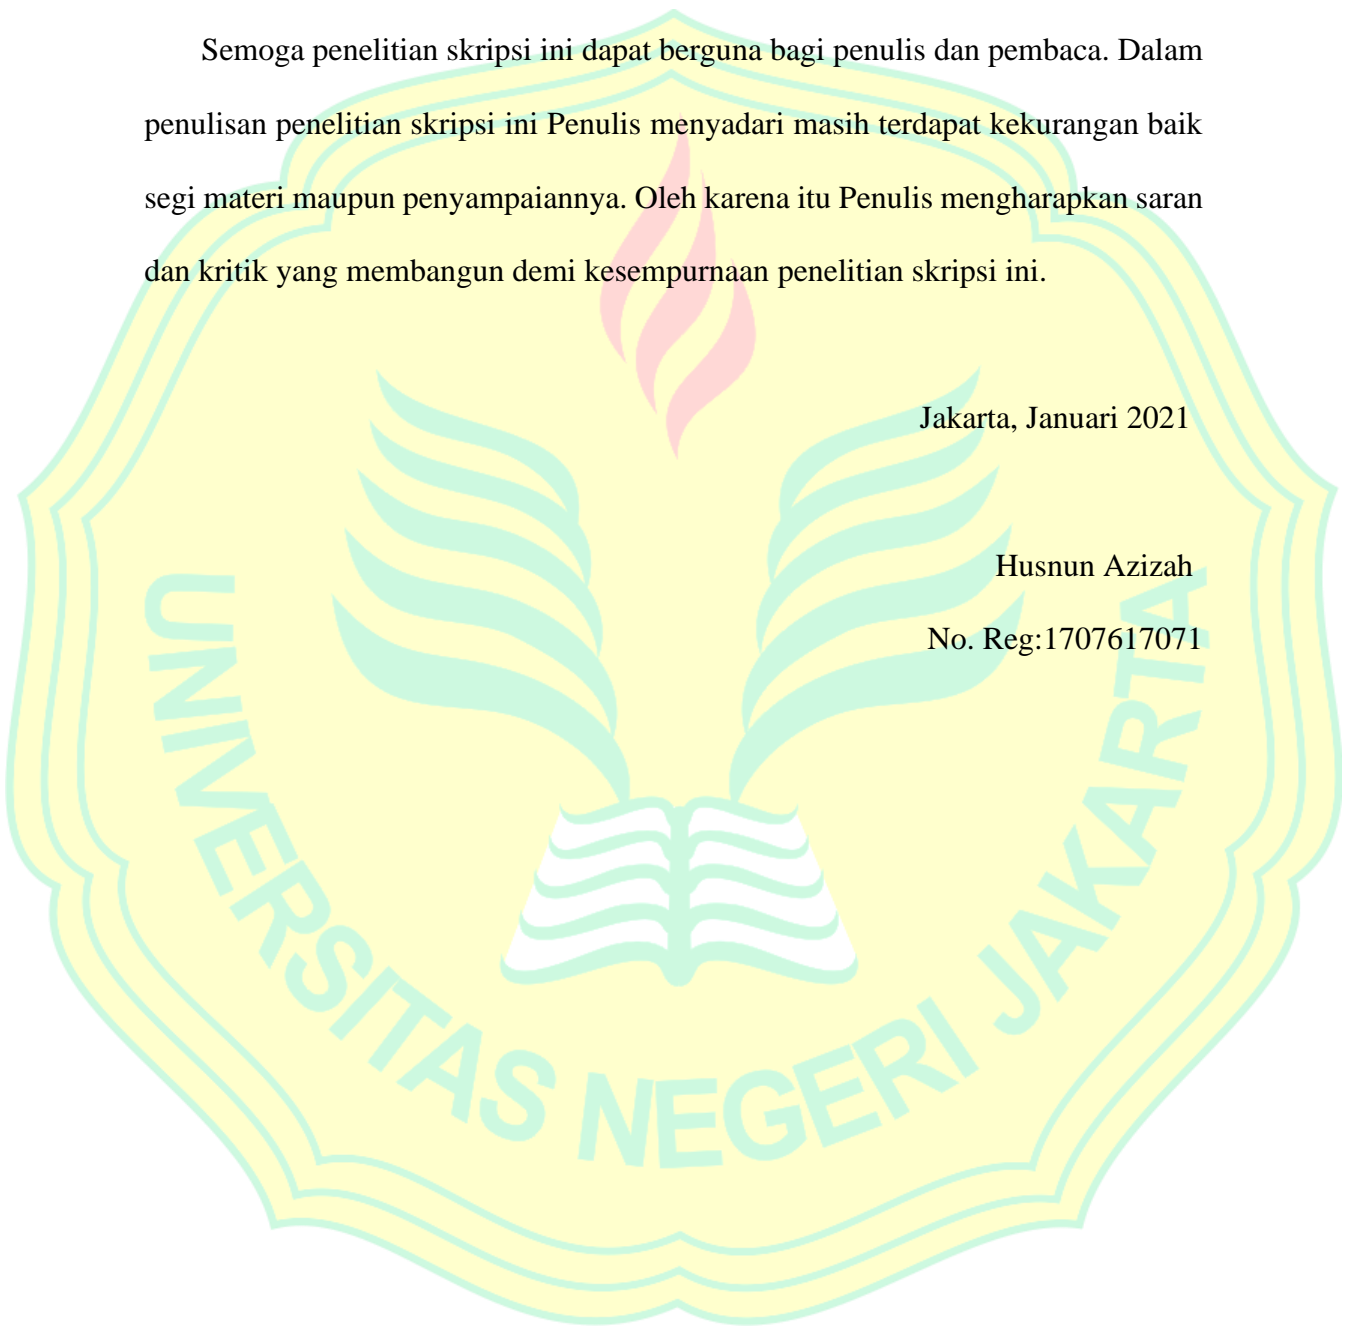 Semoga penelitian skripsi ini dapat berguna bagi penulis dan pembaca. Dalam
penulisan penelitian skripsi ini Penulis menyadari masih terdapat kekurangan baik
segi materi maupun penyampaiannya. Oleh karena itu Penulis mengharapkan saran
dan kritik yang membangun demi kesempurnaan penelitian skripsi ini.
Jakarta, Januari 2021
Husnun Azizah
No. Reg:1707617071
UNIVERSITAS NEGERI JAKARTA